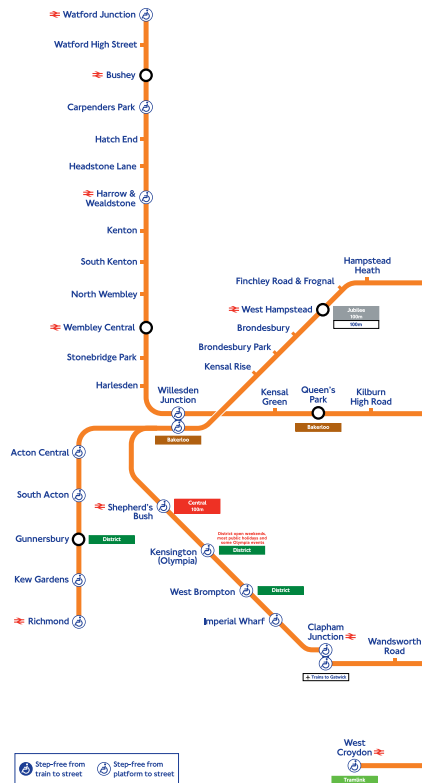 Watford Junction
Watford High Street
Bushey
Carpenders Park
Hatch End
Headstone Lane
Harrow &
Wealdstone
Kenton
South Kenton
North Wembley
Wembley Central
Stonebridge Park
Harlesden
Willesden
Junction
Bakerloo
Hampstead
Heath
Finchley Road & Frognal
West Hampstead
Jubilee
100m
100m
Brondesbury
Brondesbury Park
Kensal Rise
Kensal
Green
Queen's
Park
Bakerloo
Kilburn
High Road
Acton Central
South Acton
Gunnersbury
District
Kew Gardens
Richmond
Shepherd's
Bush
Central
100m
District open weekends,
most public holidays and
some Olympia events
Kensington
(Olympia)
District
West Brompton
District
Imperial Wharf
Clapham
Junction
Trains to Gatwick
Wandsworth
Road
West
Croydon
Tramlink
Step-free from
train to street
Step-free from
platform to street